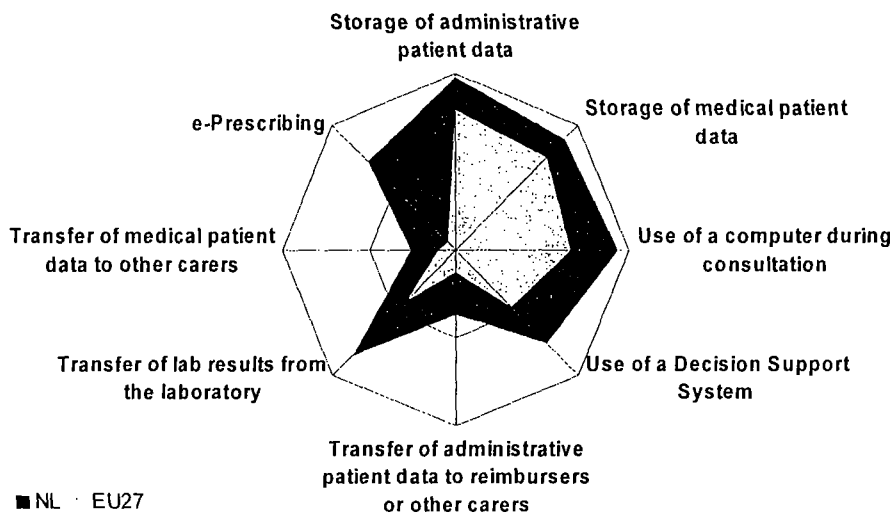 Storage of administrative
patient data
Storage of medical patient
data
e-Prescribing
Transfer of medical patient
data to other carers
Use of a computer during
consultation
Transfer of lab results from
the laboratory
Use of a Decision Support
System
Transfer of administrative
patient data to reimbursers
or other carers
NL EU27